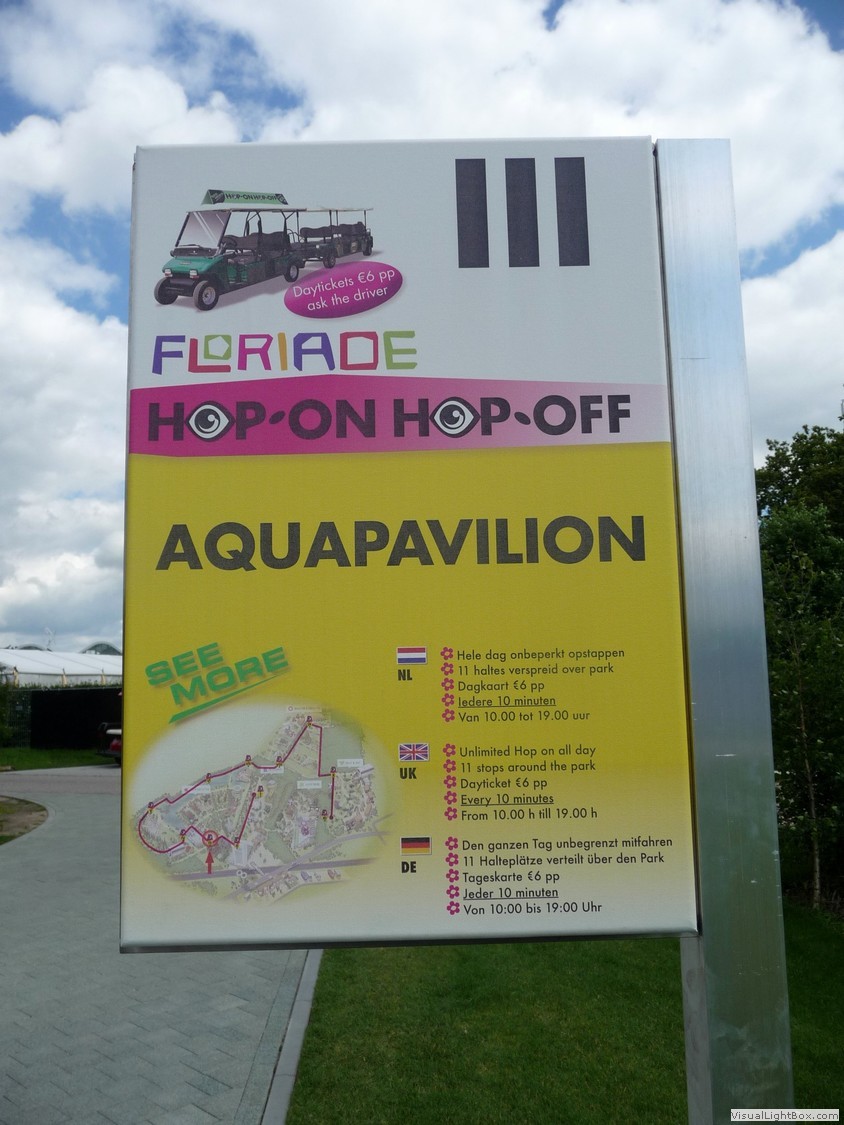 HOP-ON HOP-OFF
III
Daytickets €6 pp
ask the driver
FLORIADE
HOP-ON HOP-OFF
AQUAPAVILION
SEE
MORE
NL
Hele dag onbeperkt opstappen
11 haltes verspreid over park
Dagkaart €6 pp
Iedere 10 minuten
Van 10.00 tot 19.00 uur
UK
Unlimited Hop on all day
11 stops around the park
Dayticket €6 pp
Every 10 minutes
From 10.00 h till 19.00 h
DE
Den ganzen Tag unbegrenzt mitfahren
11 Halteplätze verteilt über den Park
Tageskarte €6 pp
Jeder 10 minuten
Von 10:00 bis 19:00 Uhr
VisualLightBox.com